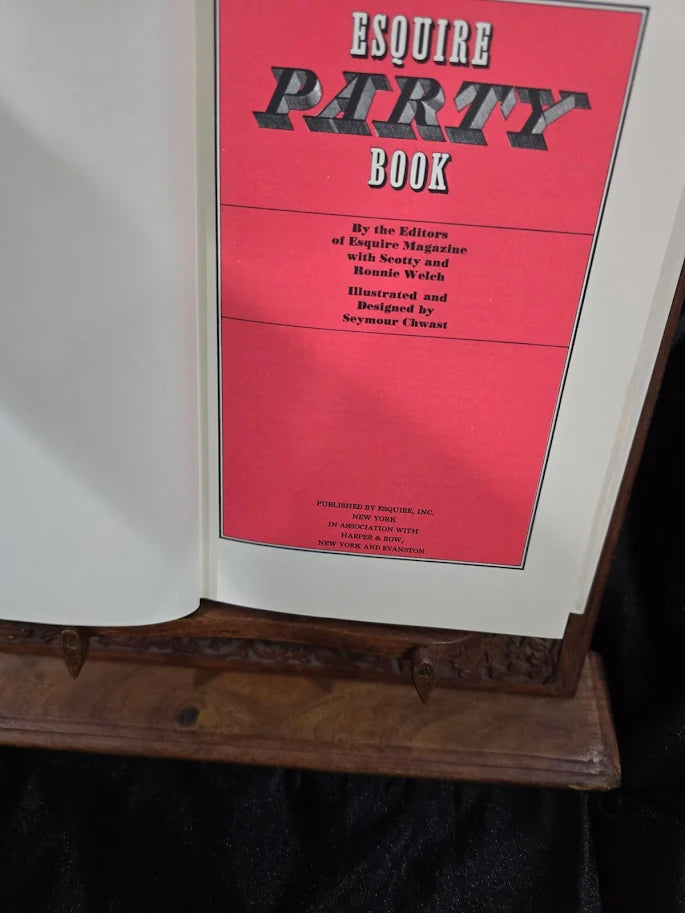 ESQUIRE
PARTY
BOOK
By the Editors
of Esquire Magazine
with Scotty and
Ronnie Welch
Illustrated and
Designed by
Seymour Chwast
PUBLISHED BY ESQUIRE, INC.
NEW YORK
IN ASSOCIATION WITH
HARPER & ROW,
NEW YORK AND EVANSTON